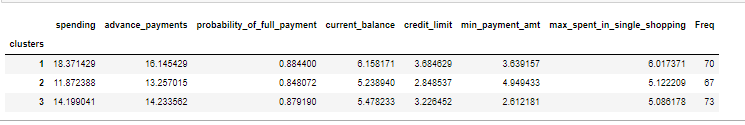 spending advance_payments probability_of_full_payment current_balance credit_limit min_payment_amt max_spent_in_single_shopping Freq
clusters
1 18.371429 16.145429 0.884400 6.158171 3.684629 3.639157 6.017371 70
2 11.872388 13.257015 0.848072 5.238940 2.848537 4.949433 5.122209 67
3 14.199041 14.233562 0.879190 5.478233 3.226452 2.612181 5.086178 73